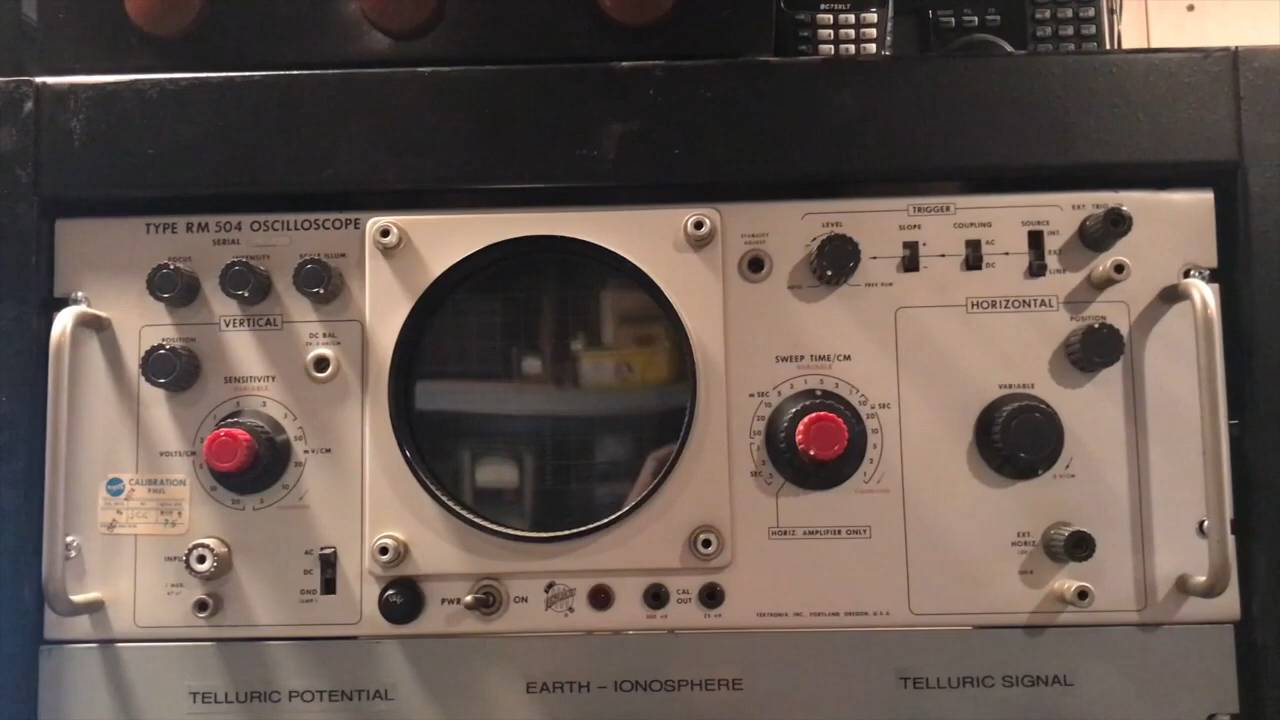 BC75XLT
TYPE RM 504 OSCILLOSCOPE
SERIAL
FOCUS
INTENSITY
SCALE ILLUM.
VERTICAL
POSITION
DC BAL.
SENSITIVITY
VARIABLE
VOLTS/CM
mV/CM
CALIBRATION
INPUT
AC
DC
GND
PWR
ON
CAL.
OUT
TRIGGER
LEVEL
SLOPE
+
−
COUPLING
AC
DC
SOURCE
INT.
EXT
LINE
EXT. TRIG
STABILITY
ADJUST
FREE RUN
SWEEP TIME/CM
VARIABLE
m SEC
µ SEC
SEC
HORIZ. AMPLIFIER ONLY
TEKTRONIX, INC., PORTLAND, OREGON, U.S.A.
HORIZONTAL
POSITION
VARIABLE
EXT.
HORIZ.
TELLURIC POTENTIAL
EARTH – IONOSPHERE
TELLURIC SIGNAL